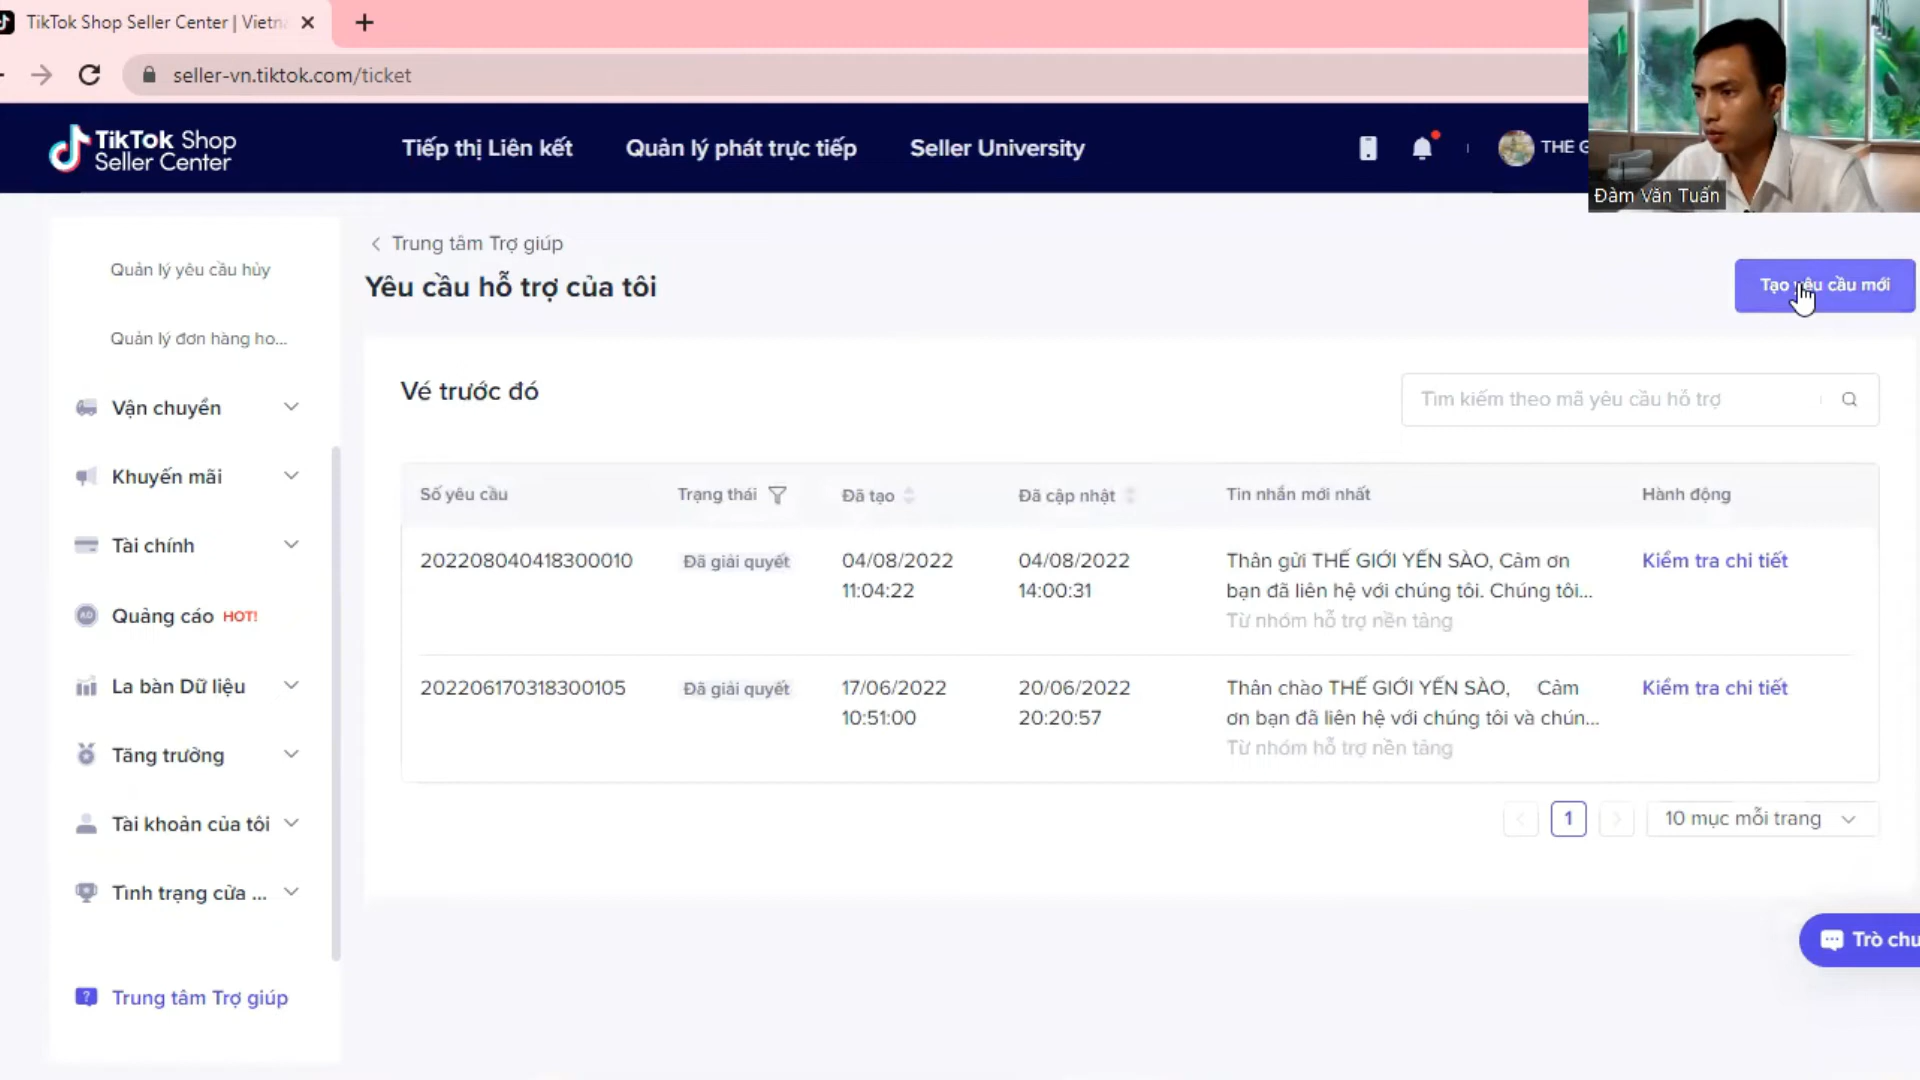 TikTok Shop Seller Center | Vietn
seller-vn.tiktok.com/ticket
TikTok Shop
Seller Center
Tiếp thị Liên kết
Quản lý phát trực tiếp
Seller University
THE G
Đàm Văn Tuấn
Quản lý yêu cầu hủy
Quản lý đơn hàng ho...
Vận chuyển
Khuyến mãi
Tài chính
Quảng cáo HOT!
La bàn Dữ liệu
Tăng trưởng
Tài khoản của tôi
Tình trạng cửa ...
Trung tâm Trợ giúp
Trung tâm Trợ giúp
Yêu cầu hỗ trợ của tôi
Tạo yêu cầu mới
Vé trước đó
Tìm kiếm theo mã yêu cầu hỗ trợ
Số yêu cầu Trạng thái Đã tạo Đã cập nhật Tin nhắn mới nhất Hành động
202208040418300010 Đã giải quyết 04/08/2022 04/08/2022 Thân gửi THẾ GIỚI YẾN SÀO, Cảm ơn Kiểm tra chi tiết
11:04:22 14:00:31 bạn đã liên hệ với chúng tôi. Chúng tôi...
Từ nhóm hỗ trợ nền tảng
202206170318300105 Đã giải quyết 17/06/2022 20/06/2022 Thân chào THẾ GIỚI YẾN SÀO, Cảm Kiểm tra chi tiết
10:51:00 20:20:57 ơn bạn đã liên hệ với chúng tôi và chún...
Từ nhóm hỗ trợ nền tảng
1
10 mục mỗi trang
Trò chu